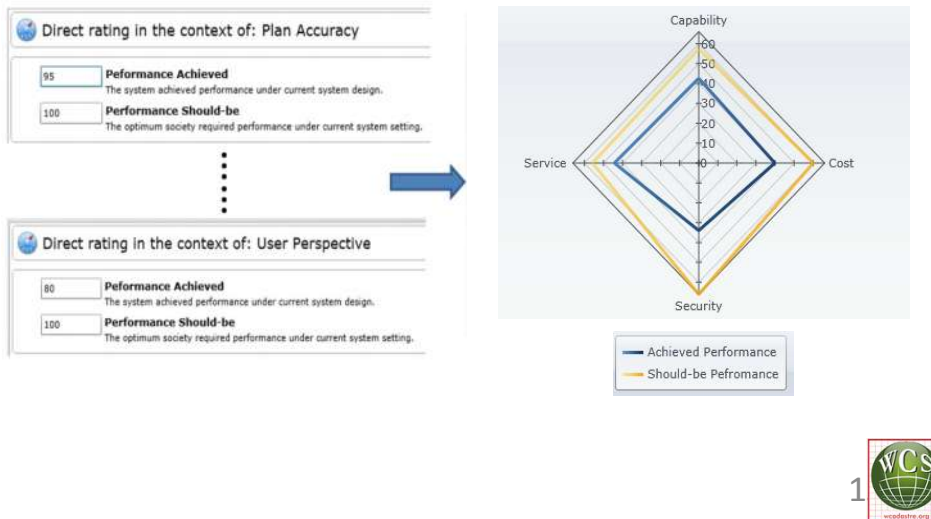 Direct rating in the context of: Plan Accuracy
95
Peformance Achieved
The system achieved performance under current system design.
100
Performance Should-be
The optimum society required performance under current system setting.
Direct rating in the context of: User Perspective
80
Peformance Achieved
The system achieved performance under current system design.
100
Performance Should-be
The optimum society required performance under current system setting.
Capability
60
50
40
30
20
10
0
Service
Cost
Security
Achieved Performance
Should-be Pefromance
1
WCS
wcadastre.org